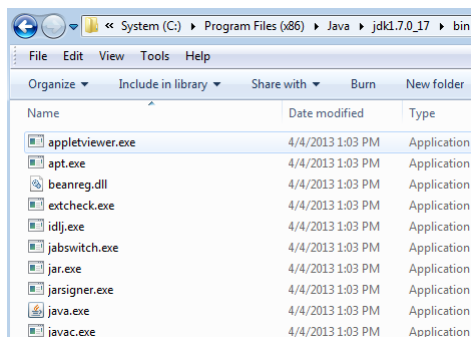 « System (C:) ▸ Program Files (x86) ▸ Java ▸ jdk1.7.0_17 ▸ bin
File Edit View Tools Help
Organize ▾ Include in library ▾ Share with ▾ Burn New folder
Name Date modified Type
appletviewer.exe 4/4/2013 1:03 PM Application
apt.exe 4/4/2013 1:03 PM Application
beanreg.dll 4/4/2013 1:03 PM Application
extcheck.exe 4/4/2013 1:03 PM Application
idlj.exe 4/4/2013 1:03 PM Application
jabswitch.exe 4/4/2013 1:03 PM Application
jar.exe 4/4/2013 1:03 PM Application
jarsigner.exe 4/4/2013 1:03 PM Application
java.exe 4/4/2013 1:03 PM Application
javac.exe 4/4/2013 1:03 PM Application